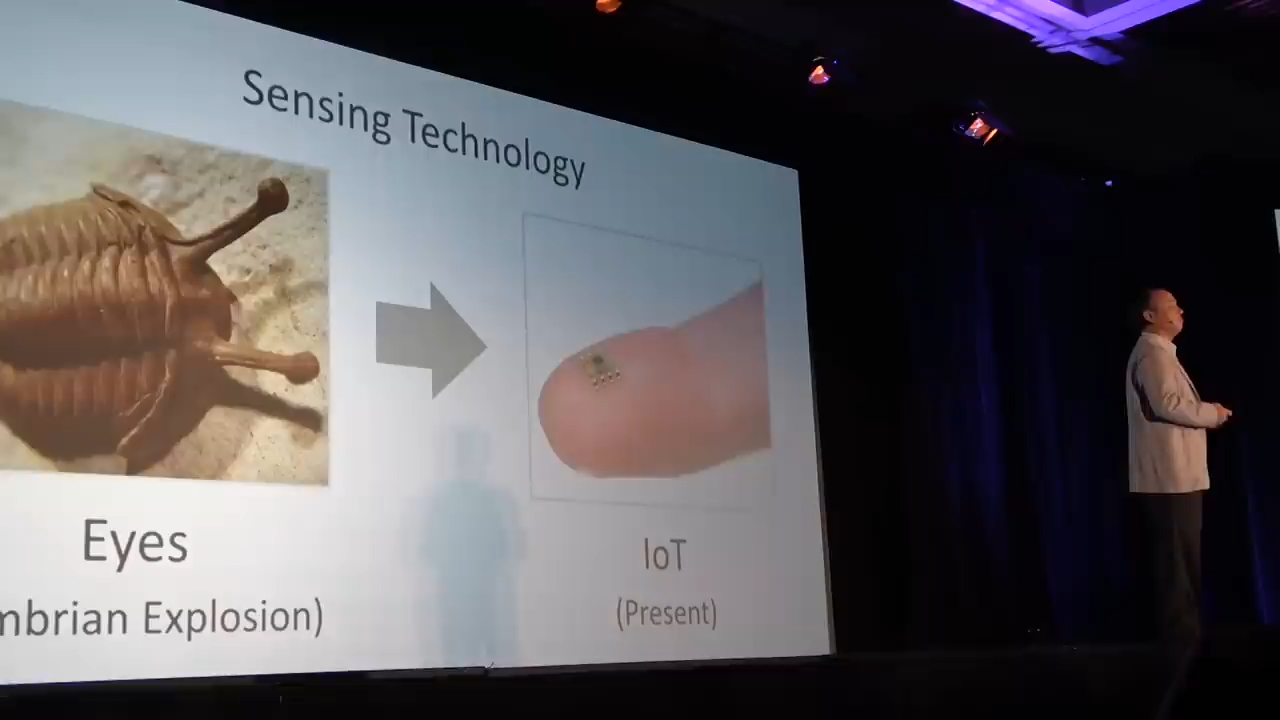 Sensing Technology
Eyes
IoT
mbrian Explosion)
(Present)